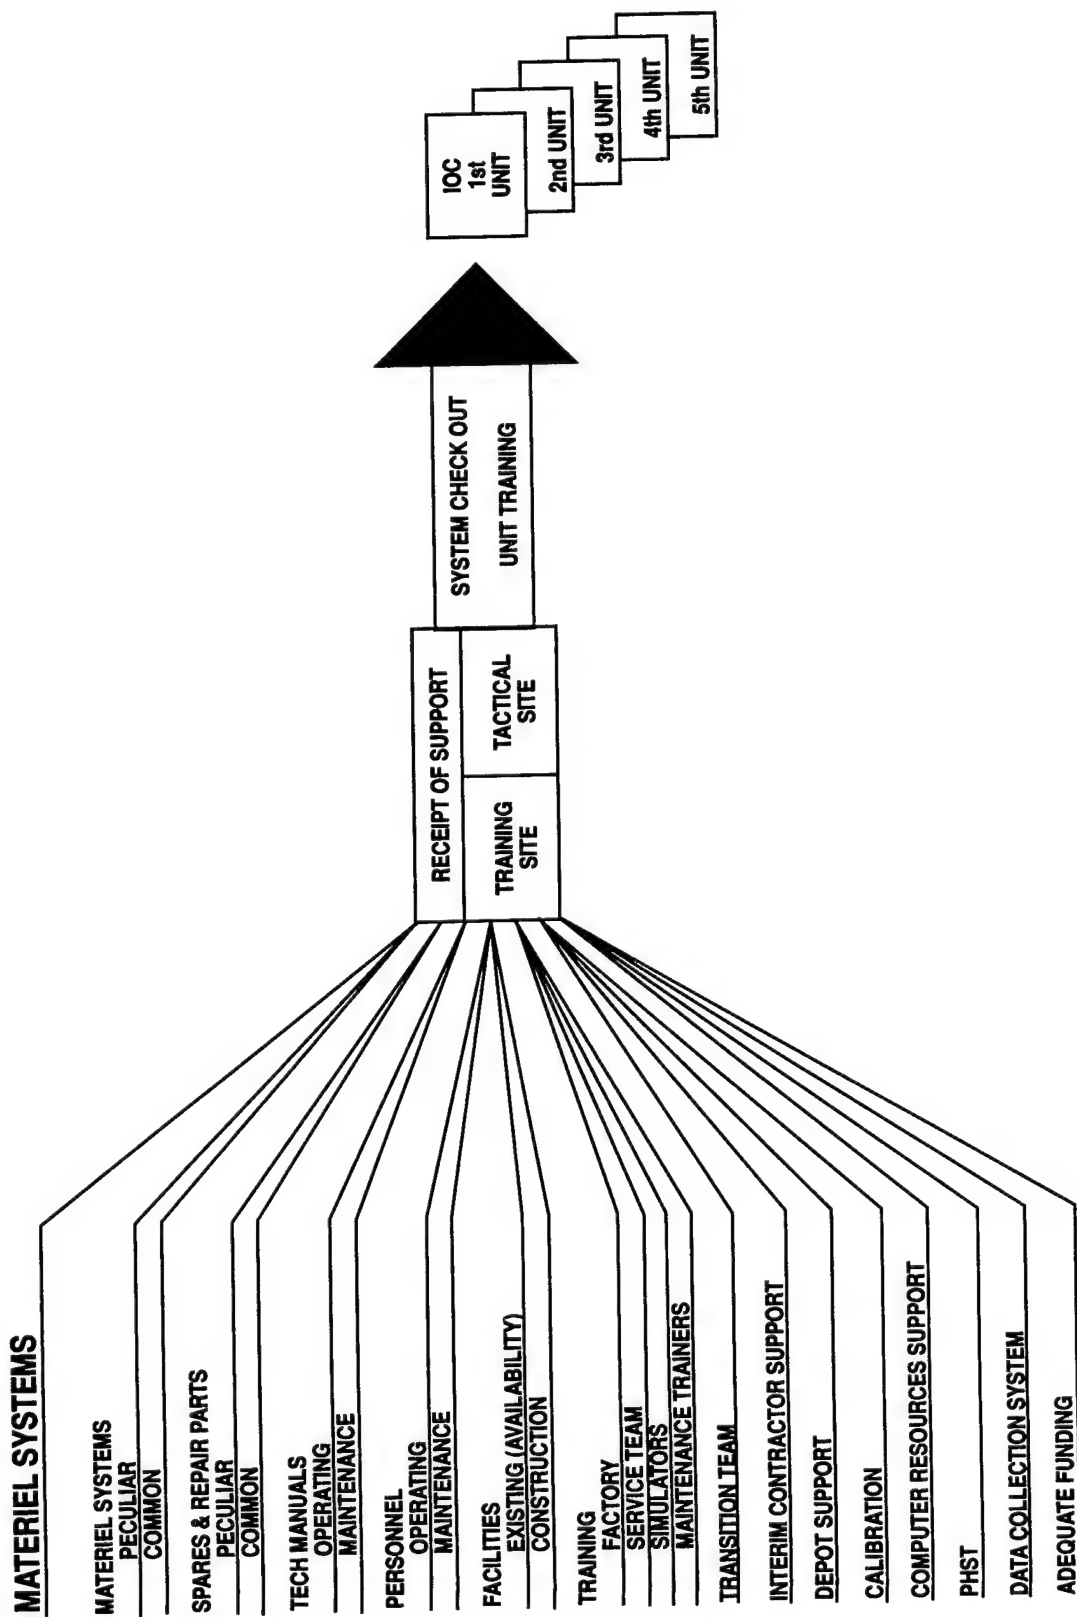 MATERIEL SYSTEMS
MATERIEL SYSTEMS
PECULIAR
COMMON
SPARES & REPAIR PARTS
PECULIAR
COMMON
TECH MANUALS
OPERATING
MAINTENANCE
PERSONNEL
OPERATING
MAINTENANCE
FACILITIES
EXISTING (AVAILABILITY)
CONSTRUCTION
TRAINING
FACTORY
SERVICE TEAM
SIMULATORS
MAINTENANCE TRAINERS
TRANSITION TEAM
INTERIM CONTRACTOR SUPPORT
DEPOT SUPPORT
CALIBRATION
COMPUTER RESOURCES SUPPORT
PHST
DATA COLLECTION SYSTEM
ADEQUATE FUNDING
RECEIPT OF SUPPORT
TRAINING
SITE
TACTICAL
SITE
SYSTEM CHECK OUT
UNIT TRAINING
IOC
1st
UNIT
2nd UNIT
3rd UNIT
4th UNIT
5th UNIT